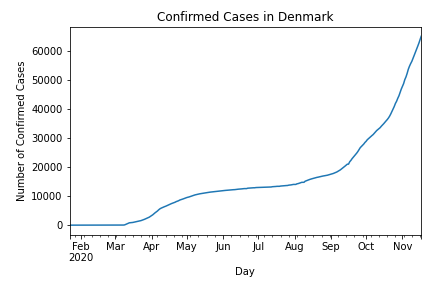 Confirmed Cases in Denmark
Number of Confirmed Cases
60000
50000
40000
30000
20000
10000
0
Feb Mar Apr May Jun Jul Aug Sep Oct Nov
2020
Day